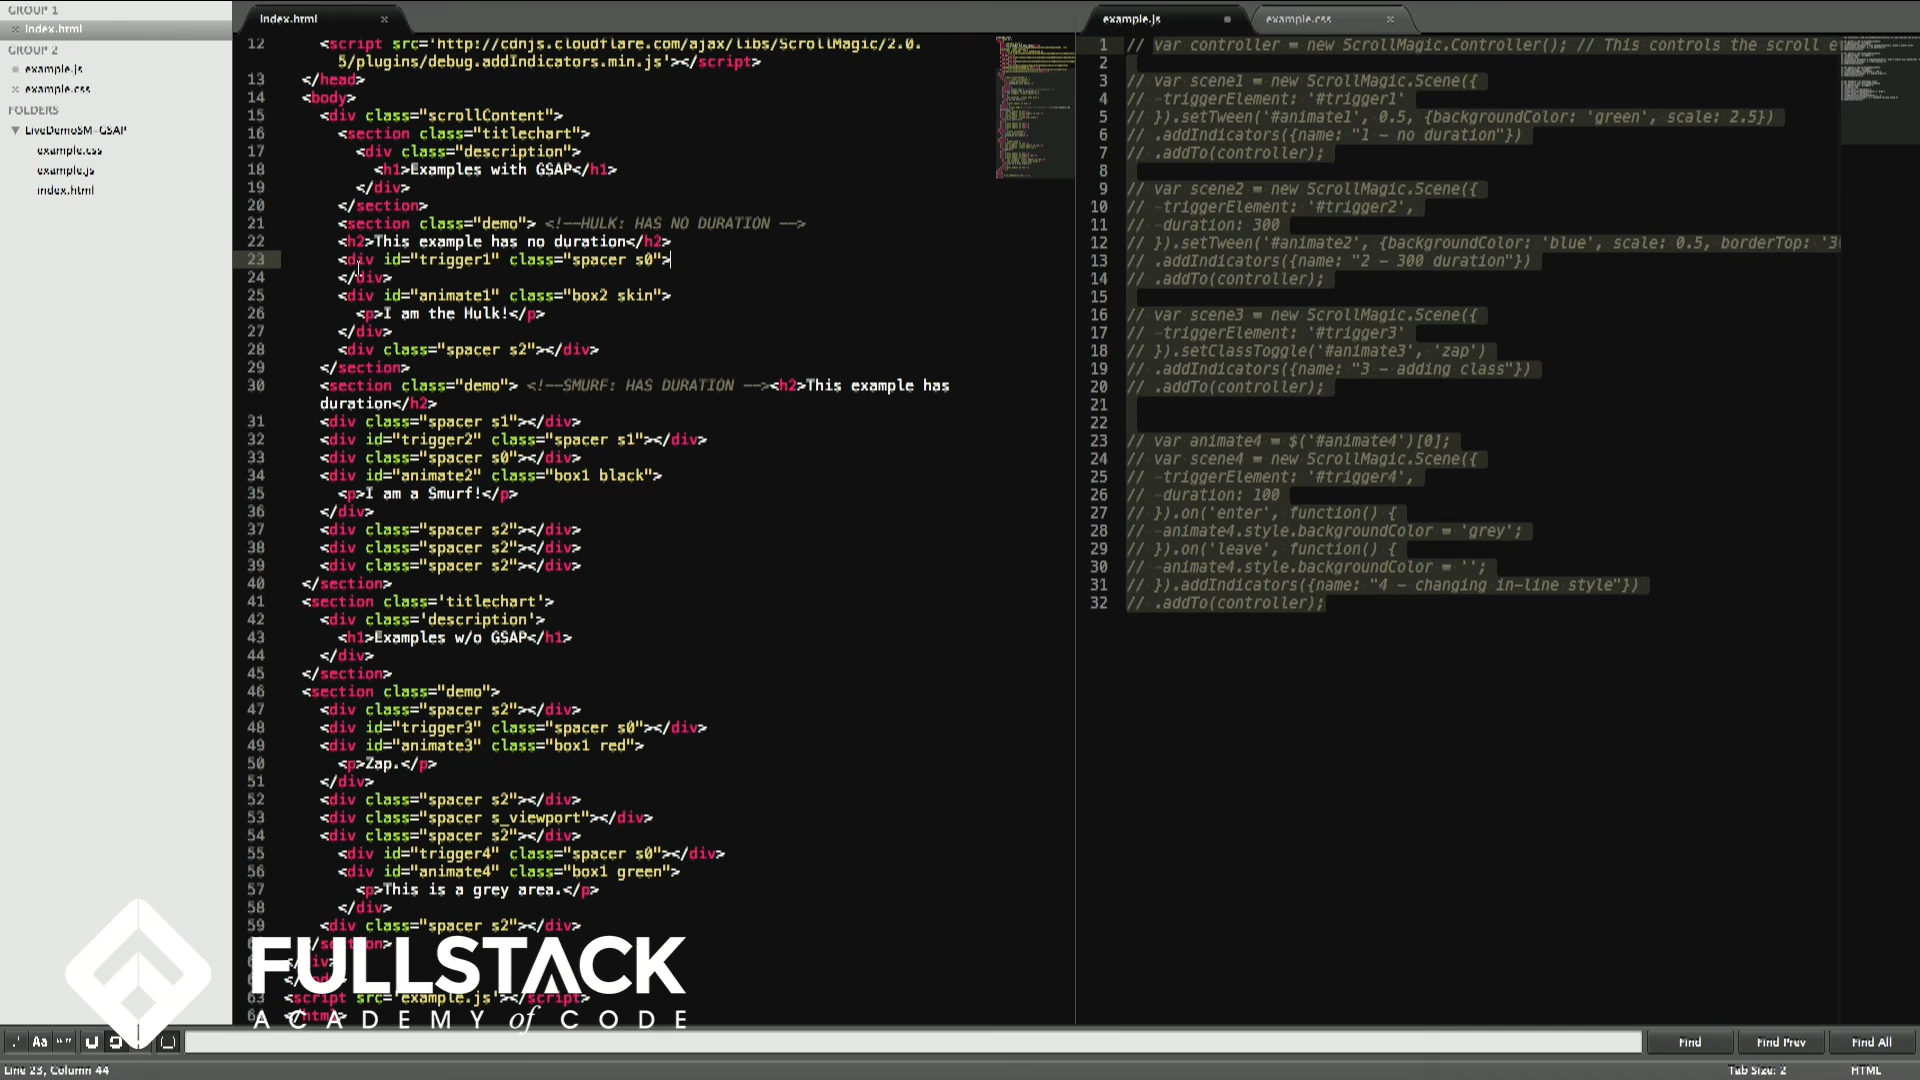 GROUP 1
index.html
GROUP 2
example.js
example.css
FOLDERS
LiveDemoSM-GSAP
example.css
example.js
index.html
index.html
12 <script src='http://cdnjs.cloudflare.com/ajax/libs/ScrollMagic/2.0.
5/plugins/debug.addIndicators.min.js'></script>
13 </head>
14 <body>
15 <div class="scrollContent">
16 <section class="titlechart">
17 <div class="description">
18 <h1>Examples with GSAP</h1>
19 </div>
20 </section>
21 <section class="demo"> <!--HULK: HAS NO DURATION -->
22 <h2>This example has no duration</h2>
23 <div id="trigger1" class="spacer s0">
24 </div>
25 <div id="animate1" class="box2 skin">
26 <p>I am the Hulk!</p>
27 </div>
28 <div class="spacer s2"></div>
29 </section>
30 <section class="demo"> <!--SMURF: HAS DURATION --><h2>This example has
duration</h2>
31 <div class="spacer s1"></div>
32 <div id="trigger2" class="spacer s1"></div>
33 <div class="spacer s0"></div>
34 <div id="animate2" class="box1 black">
35 <p>I am a Smurf!</p>
36 </div>
37 <div class="spacer s2"></div>
38 <div class="spacer s2"></div>
39 <div class="spacer s2"></div>
40 </section>
41 <section class='titlechart'>
42 <div class='description'>
43 <h1>Examples w/o GSAP</h1>
44 </div>
45 </section>
46 <section class="demo">
47 <div class="spacer s2"></div>
48 <div id="trigger3" class="spacer s0"></div>
49 <div id="animate3" class="box1 red">
50 <p>Zap.</p>
51 </div>
52 <div class="spacer s2"></div>
53 <div class="spacer s_viewport"></div>
54 <div class="spacer s2"></div>
55 <div id="trigger4" class="spacer s0"></div>
56 <div id="animate4" class="box1 green">
57 <p>This is a grey area.</p>
58 </div>
59 <div class="spacer s2"></div>
63 <script src='example.js'></script>
example.js
example.css
1 // var controller = new ScrollMagic.Controller(); // This controls the scroll e
2
3 // var scene1 = new ScrollMagic.Scene({
4 // triggerElement: '#trigger1'
5 // }).setTween('#animate1', 0.5, {backgroundColor: 'green', scale: 2.5})
6 // .addIndicators({name: "1 - no duration"})
7 // .addTo(controller);
8
9 // var scene2 = new ScrollMagic.Scene({
10 // triggerElement: '#trigger2',
11 // duration: 300
12 // }).setTween('#animate2', {backgroundColor: 'blue', scale: 0.5, borderTop: '3
13 // .addIndicators({name: "2 - 300 duration"})
14 // .addTo(controller);
15
16 // var scene3 = new ScrollMagic.Scene({
17 // triggerElement: '#trigger3'
18 // }).setClassToggle('#animate3', 'zap')
19 // .addIndicators({name: "3 - adding class"})
20 // .addTo(controller);
21
22
23 // var animate4 = $('#animate4')[0];
24 // var scene4 = new ScrollMagic.Scene({
25 // triggerElement: '#trigger4',
26 // duration: 100
27 // }).on('enter', function() {
28 // animate4.style.backgroundColor = 'grey';
29 // }).on('leave', function() {
30 // animate4.style.backgroundColor = '';
31 // }).addIndicators({name: "4 - changing in-line style"})
32 // .addTo(controller);
FULLSTACK
ACADEMY of CODE
Aa
Find
Find Prev
Find All
Line 23, Column 44
Tab Size: 2
HTML